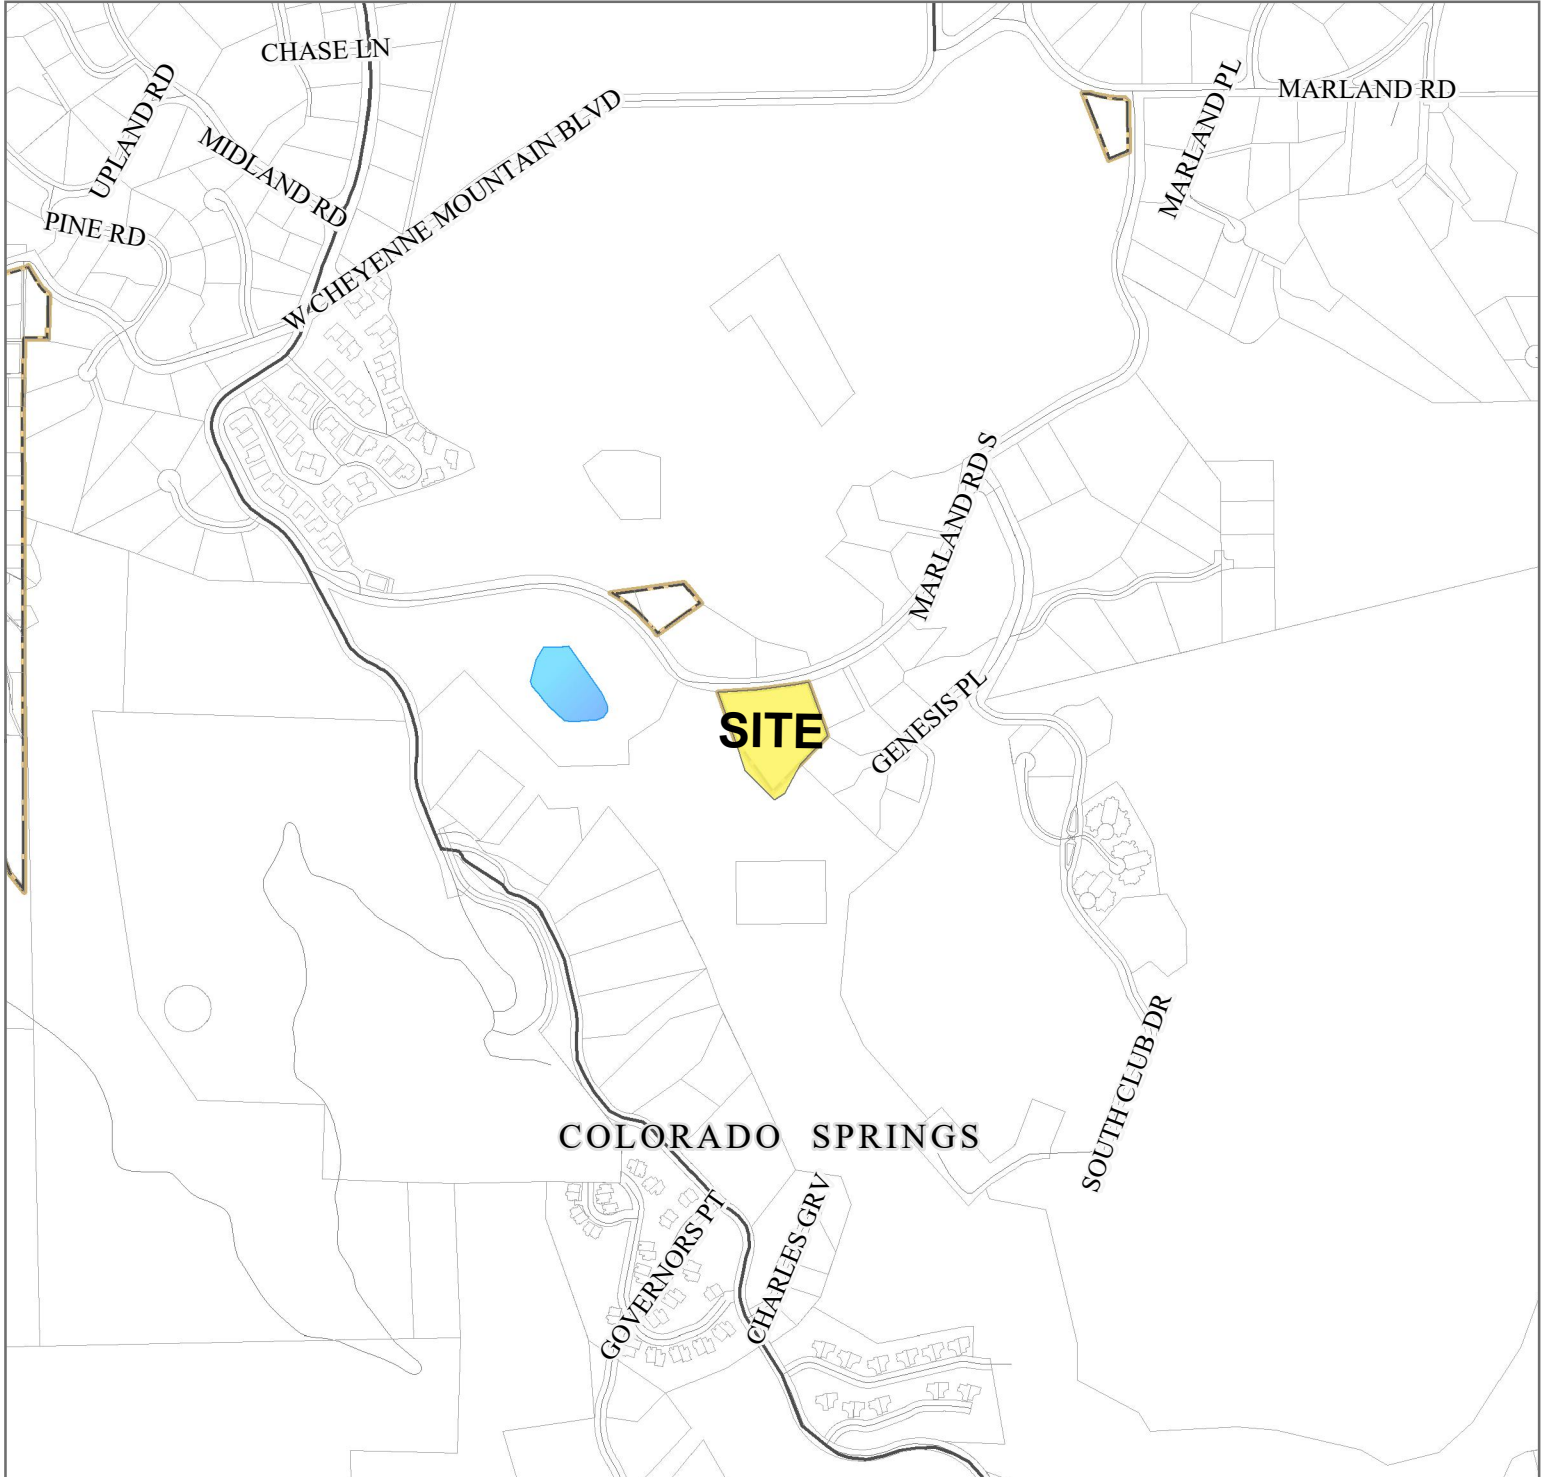 CHASE LN
UPLAND RD
MIDLAND RD
PINE RD
W CHEYENNE MOUNTAIN BLVD
MARLAND PL
MARLAND RD
MARLAND RD S
SITE
GENESIS PL
SOUTH CLUB DR
COLORADO SPRINGS
GOVERNORS PT
CHARLES GRV